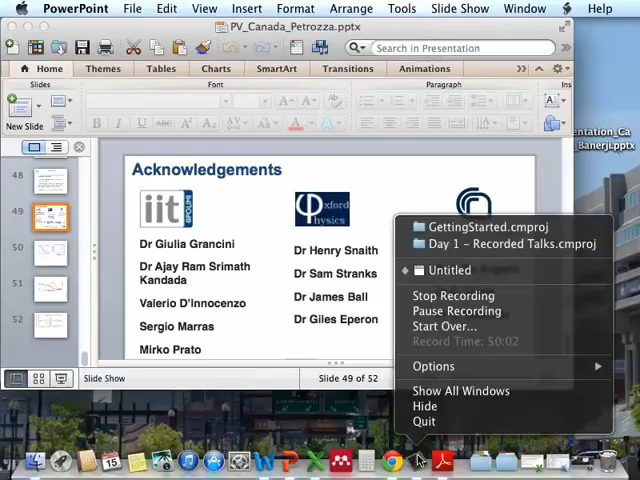 PowerPoint File Edit View Insert Format Arrange Tools Slide Show Window Help
PV_Canada_Petrozza.pptx
Search in Presentation
Home Themes Tables Charts SmartArt Transitions Animations
Slides Font Paragraph Ins
New Slide
B I U
entation_Ca
_Banerji.pptx
48
49
50
51
52
Acknowledgements
iit
Oxford
Physics
Dr Giulia Grancini
Dr Ajay Ram Srimath
Kandada
Valerio D'Innocenzo
Sergio Marras
Mirko Prato
Dr Henry Snaith
Dr Sam Stranks
Dr James Ball
Dr Giles Eperon
GettingStarted.cmproj
Day 1 - Recorded Talks.cmproj
Untitled
Stop Recording
Pause Recording
Start Over...
Record Time: 50:02
Options
Show All Windows
Hide
Quit
Slide Show Slide 49 of 52
15